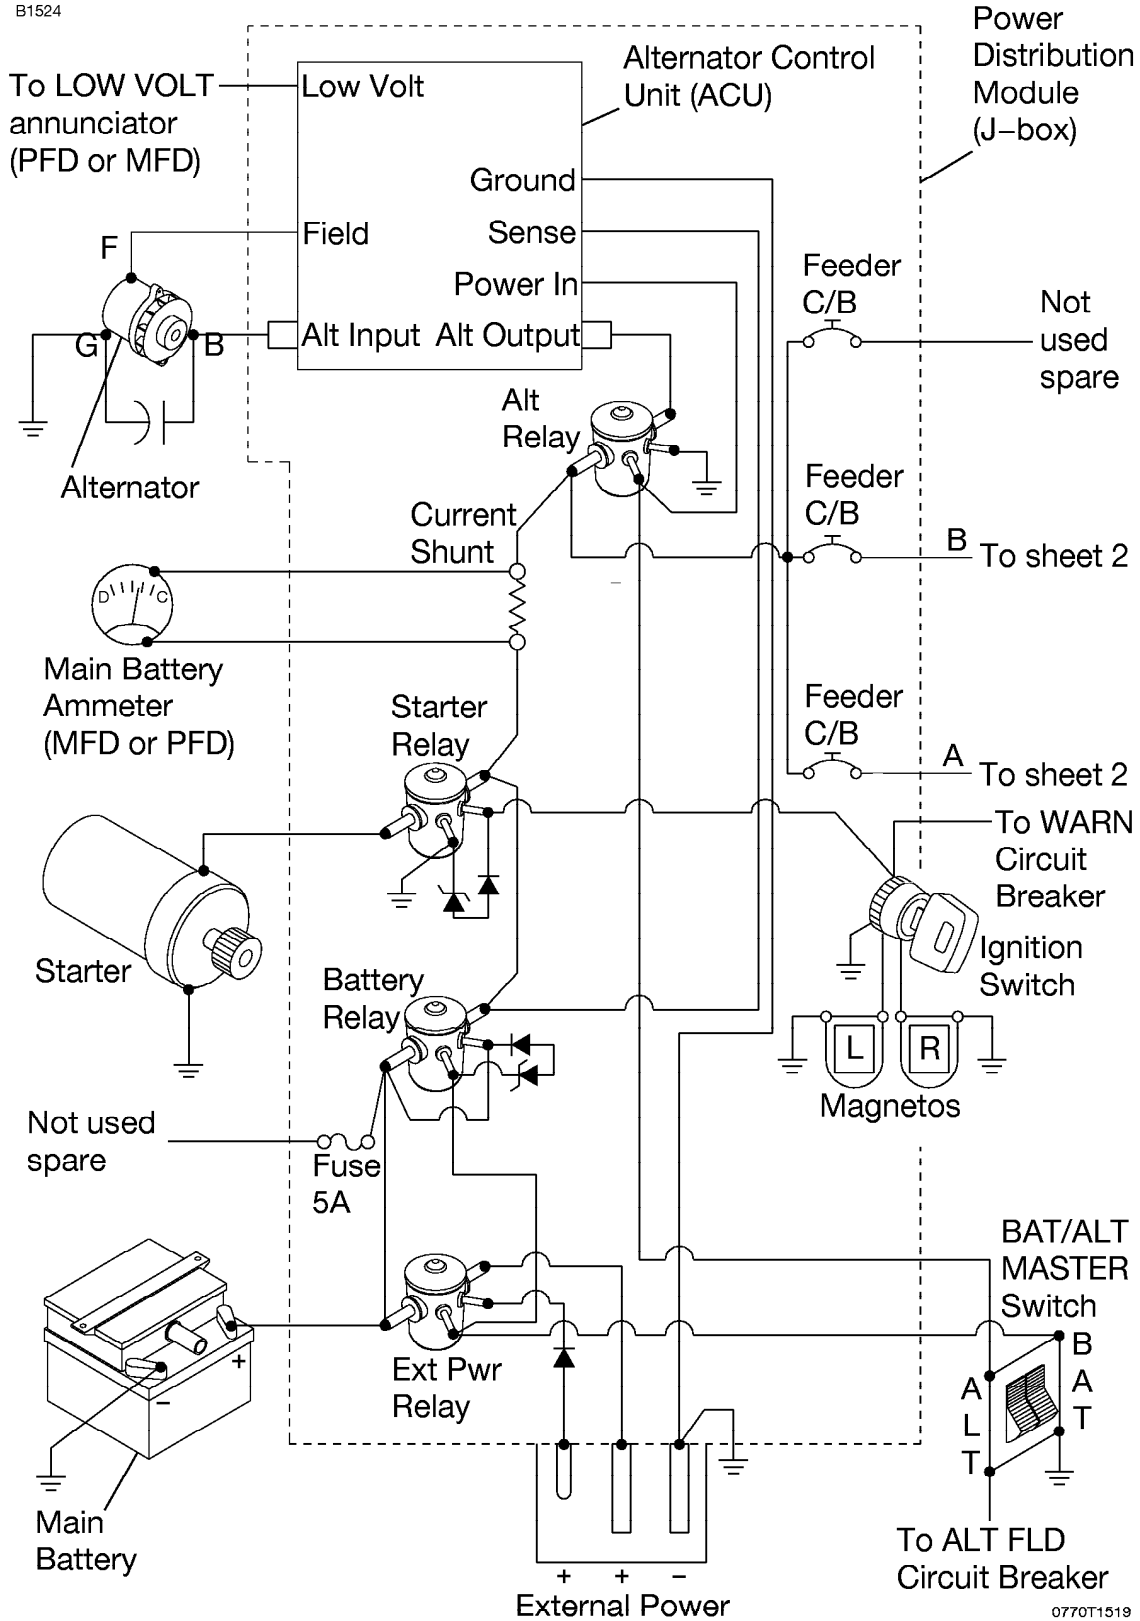 B1524
Power
Distribution
Module
(J–box)
Alternator Control
Unit (ACU)
To LOW VOLT
annunciator
(PFD or MFD)
Low Volt
Ground
Field
Sense
Power In
Alt Input
Alt Output
F
G
B
Alternator
Feeder
C/B
Not
used
spare
Alt
Relay
Feeder
C/B
B
To sheet 2
Current
Shunt
D
C
Main Battery
Ammeter
(MFD or PFD)
Feeder
C/B
A
To sheet 2
Starter
Relay
To WARN
Circuit
Breaker
Ignition
Switch
Starter
Battery
Relay
L
R
Magnetos
Not used
spare
Fuse
5A
BAT/ALT
MASTER
Switch
B
A
T
A
L
T
Ext Pwr
Relay
+
–
Main
Battery
To ALT FLD
Circuit Breaker
+ + –
External Power
0770T1519